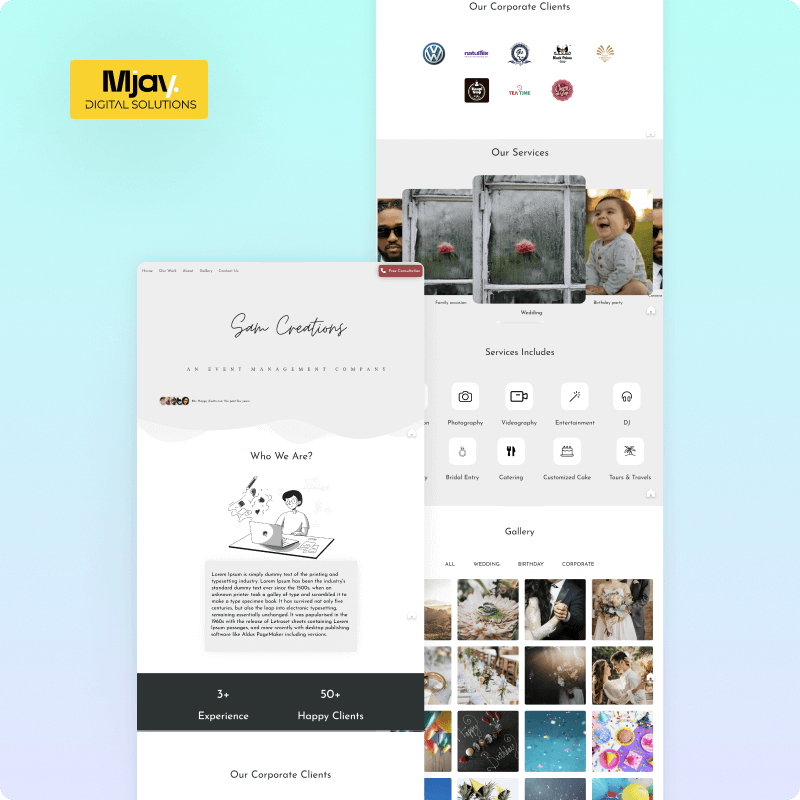 Mjav.
DIGITAL SOLUTIONS
Our Corporate Clients
natufilia
TEA TIME
Our Services
Family occasion
Wedding
Birthday party
Services Includes
Photography
Videography
Entertainment
DJ
Bridal Entry
Catering
Customized Cake
Tours & Travels
Gallery
ALL
WEDDING
BIRTHDAY
CORPORATE
Home
Our Work
About
Gallery
Contact Us
Free Consultation
Sam Creations
AN EVENT MANAGEMENT COMPANY
Who We Are?
Lorem Ipsum is simply dummy text of the printing and
typesetting industry. Lorem Ipsum has been the industry's
standard dummy text ever since the 1500s, when an
unknown printer took a galley of type and scrambled it to
make a type specimen book. It has survived not only five
centuries, but also the leap into electronic typesetting,
remaining essentially unchanged. It was popularised in the
1960s with the release of Letraset sheets containing Lorem
Ipsum passages, and more recently with desktop publishing
software like Aldus PageMaker including versions
3+
Experience
50+
Happy Clients
Our Corporate Clients